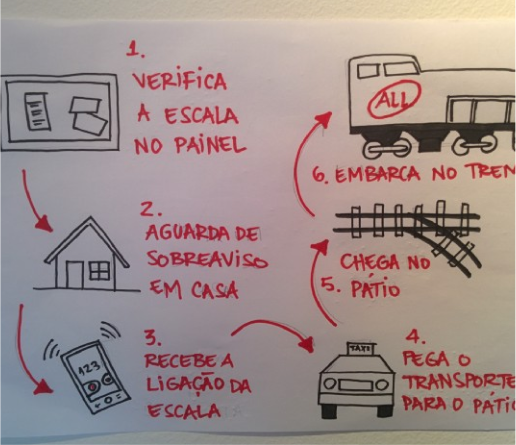 1.
VERIFICA
A ESCALA
NO PAINEL
2.
AGUARDA DE
SOBREAVISO
EM CASA
123
3.
RECEBE A
LIGAÇÃO DA
ESCALA
TAXI
4.
PEGA O
TRANSPORTE
PARA O PÁTIO
CHEGA NO
5. PÁTIO
ALL
6. EMBARCA NO TREM